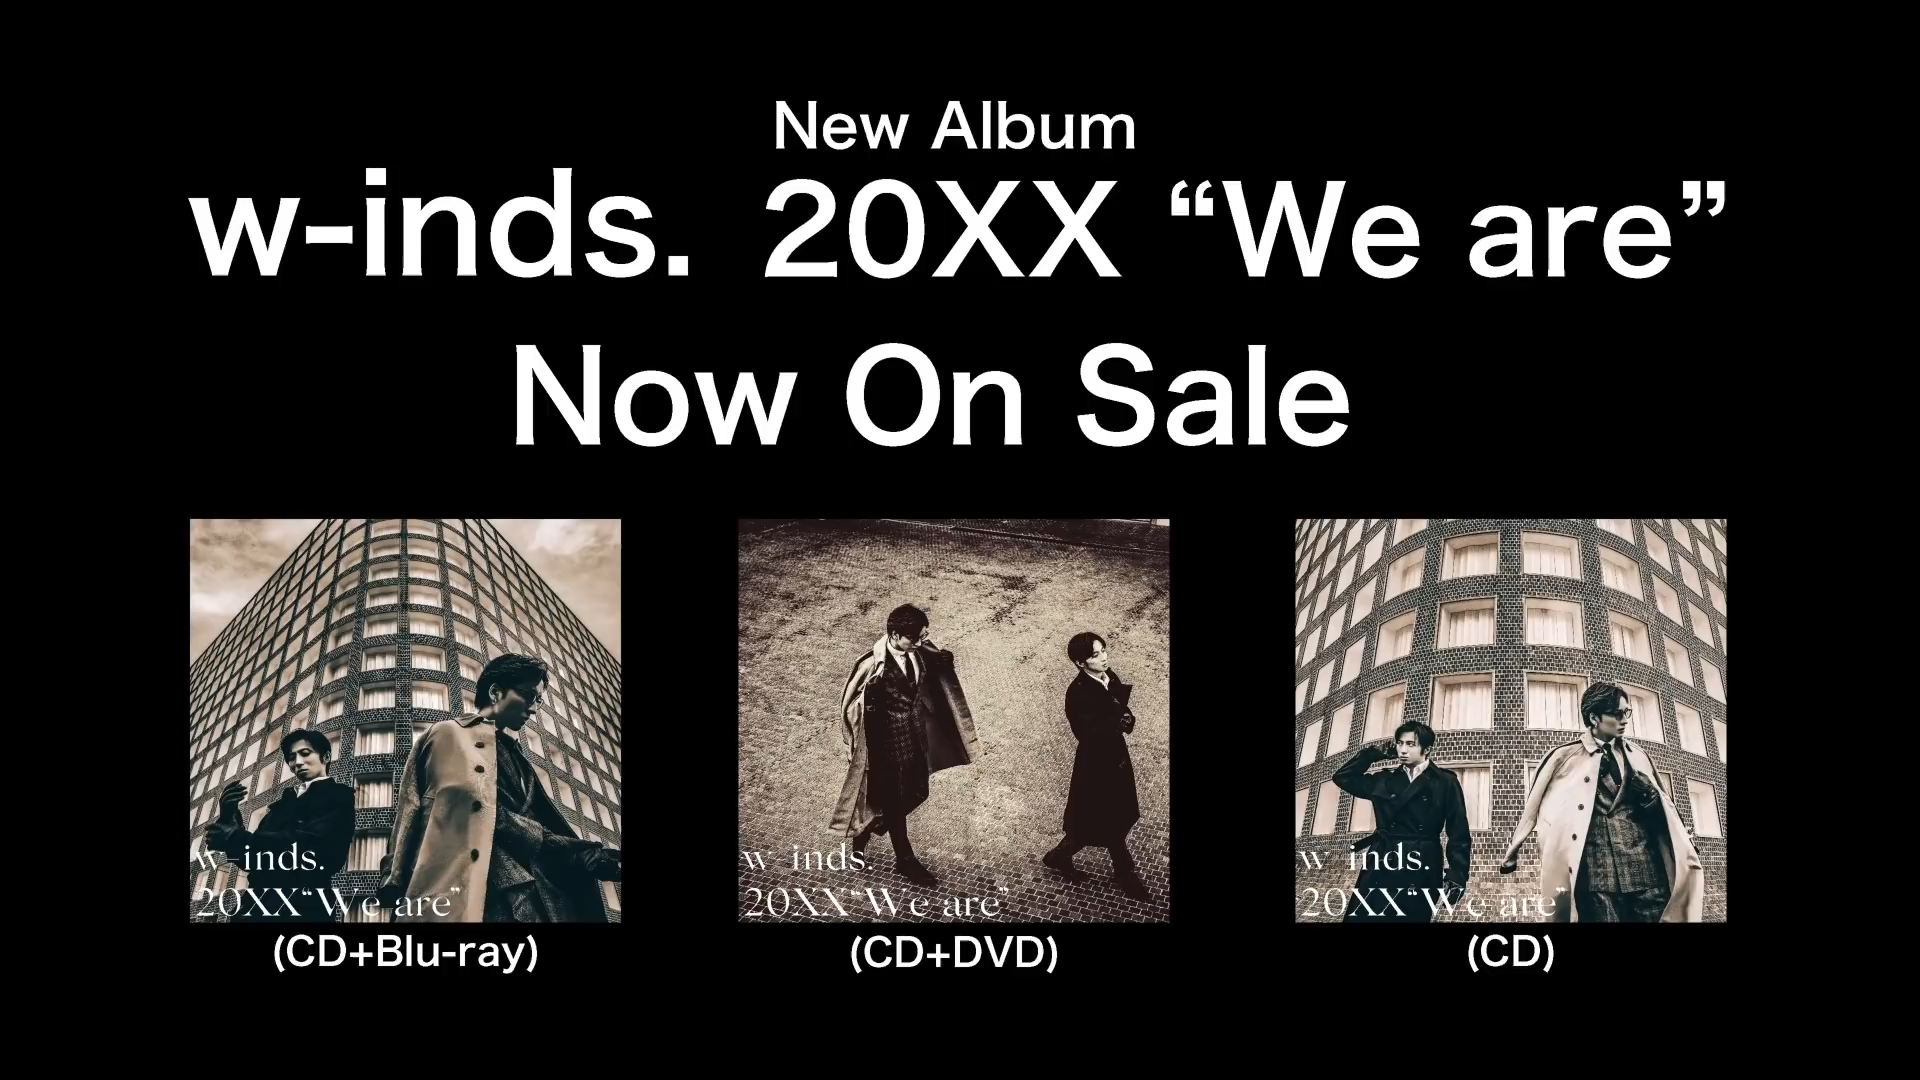 New Album
w-inds. 20XX “We are”
Now On Sale
w-inds.
20XX“We are”
(CD+Blu-ray)
w-inds.
20XX“We are”
(CD+DVD)
w-inds.
20XX“We are”
(CD)